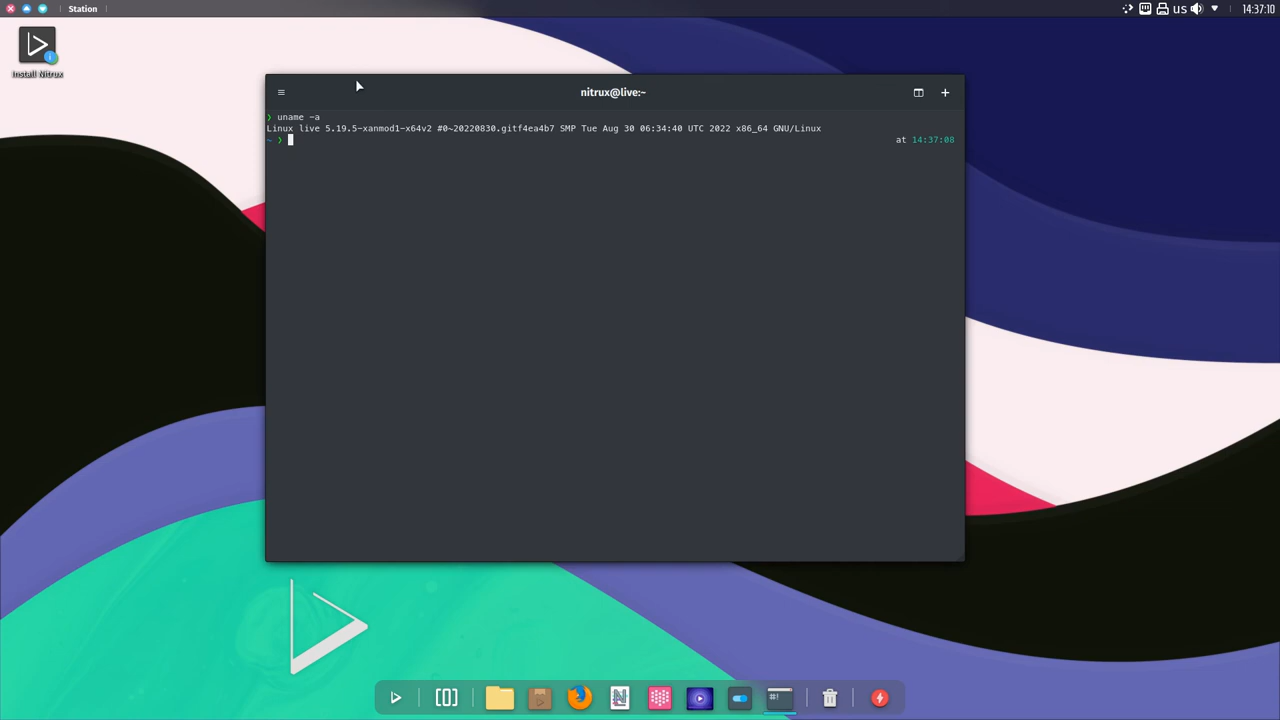 Station
us
14:37:10
Install Nitrux
nitrux@live:~
❯ uname -a
Linux live 5.19.5-xanmod1-x64v2 #0~20220830.gitf4ea4b7 SMP Tue Aug 30 06:34:40 UTC 2022 x86_64 GNU/Linux
~ ❯ at 14:37:08
#!